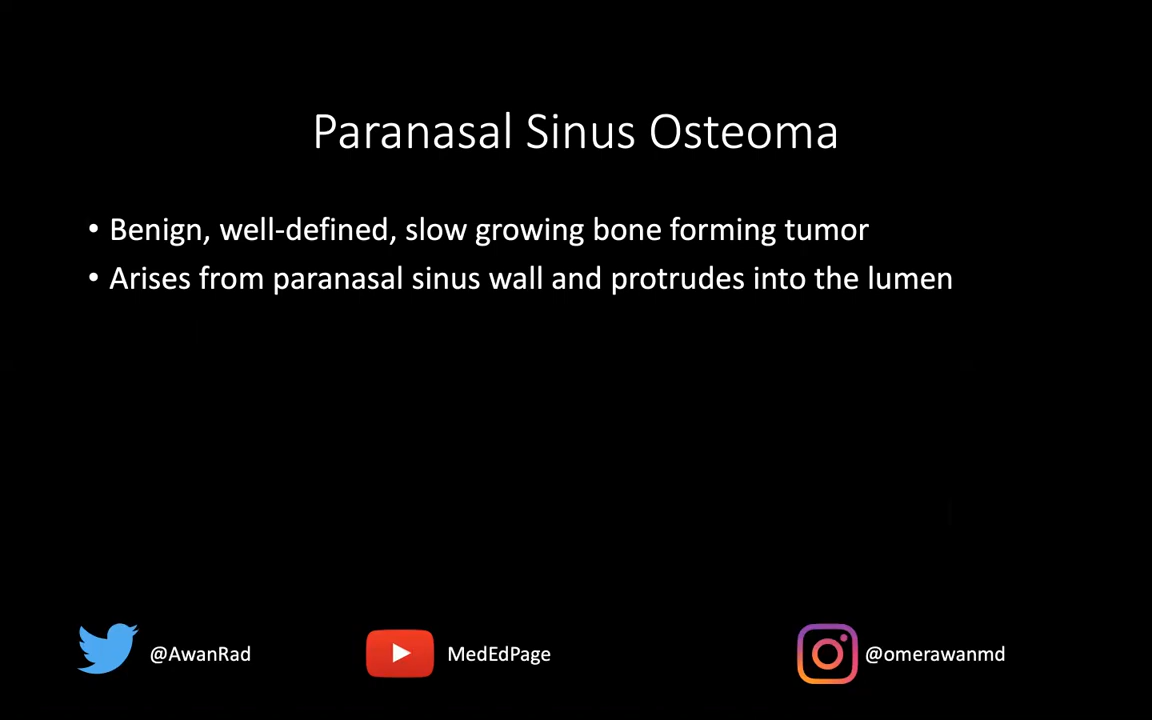 Paranasal Sinus Osteoma
• Benign, well-defined, slow growing bone forming tumor
• Arises from paranasal sinus wall and protrudes into the lumen
@AwanRad
MedEdPage
@omerawanmd